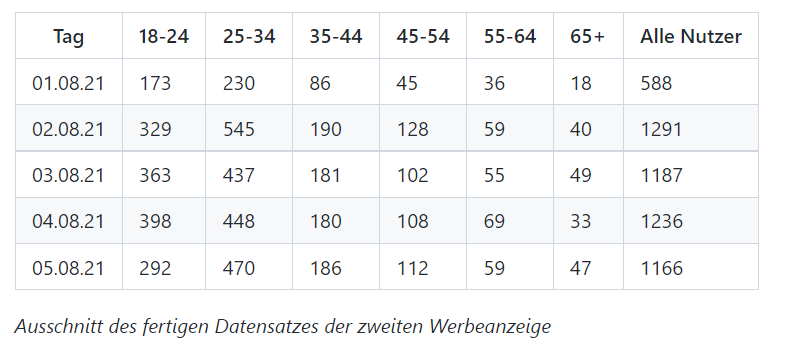 Tag 18-24 25-34 35-44 45-54 55-64 65+ Alle Nutzer
01.08.21 173 230 86 45 36 18 588
02.08.21 329 545 190 128 59 40 1291
03.08.21 363 437 181 102 55 49 1187
04.08.21 398 448 180 108 69 33 1236
05.08.21 292 470 186 112 59 47 1166
Ausschnitt des fertigen Datensatzes der zweiten Werbeanzeige